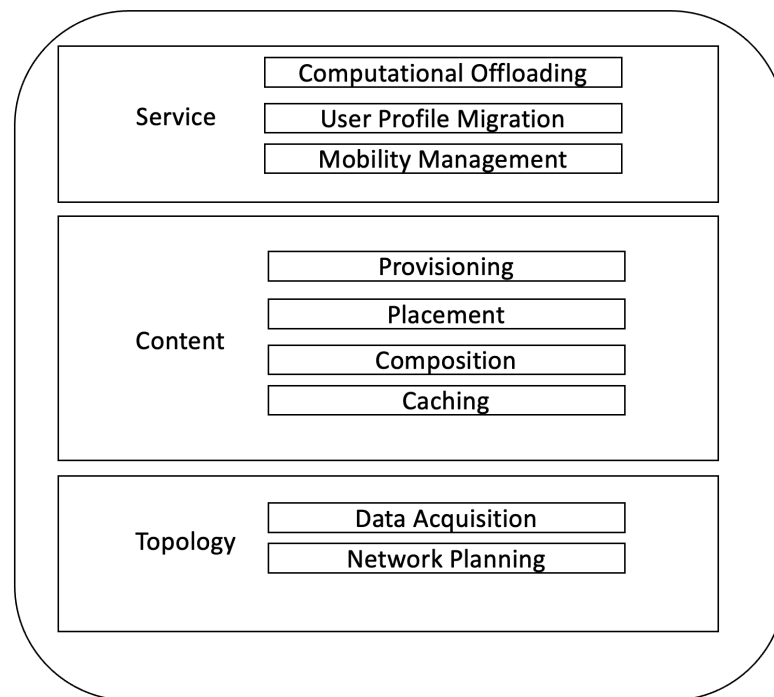 Service
Computational Offloading
User Profile Migration
Mobility Management
Content
Provisioning
Placement
Composition
Caching
Topology
Data Acquisition
Network Planning